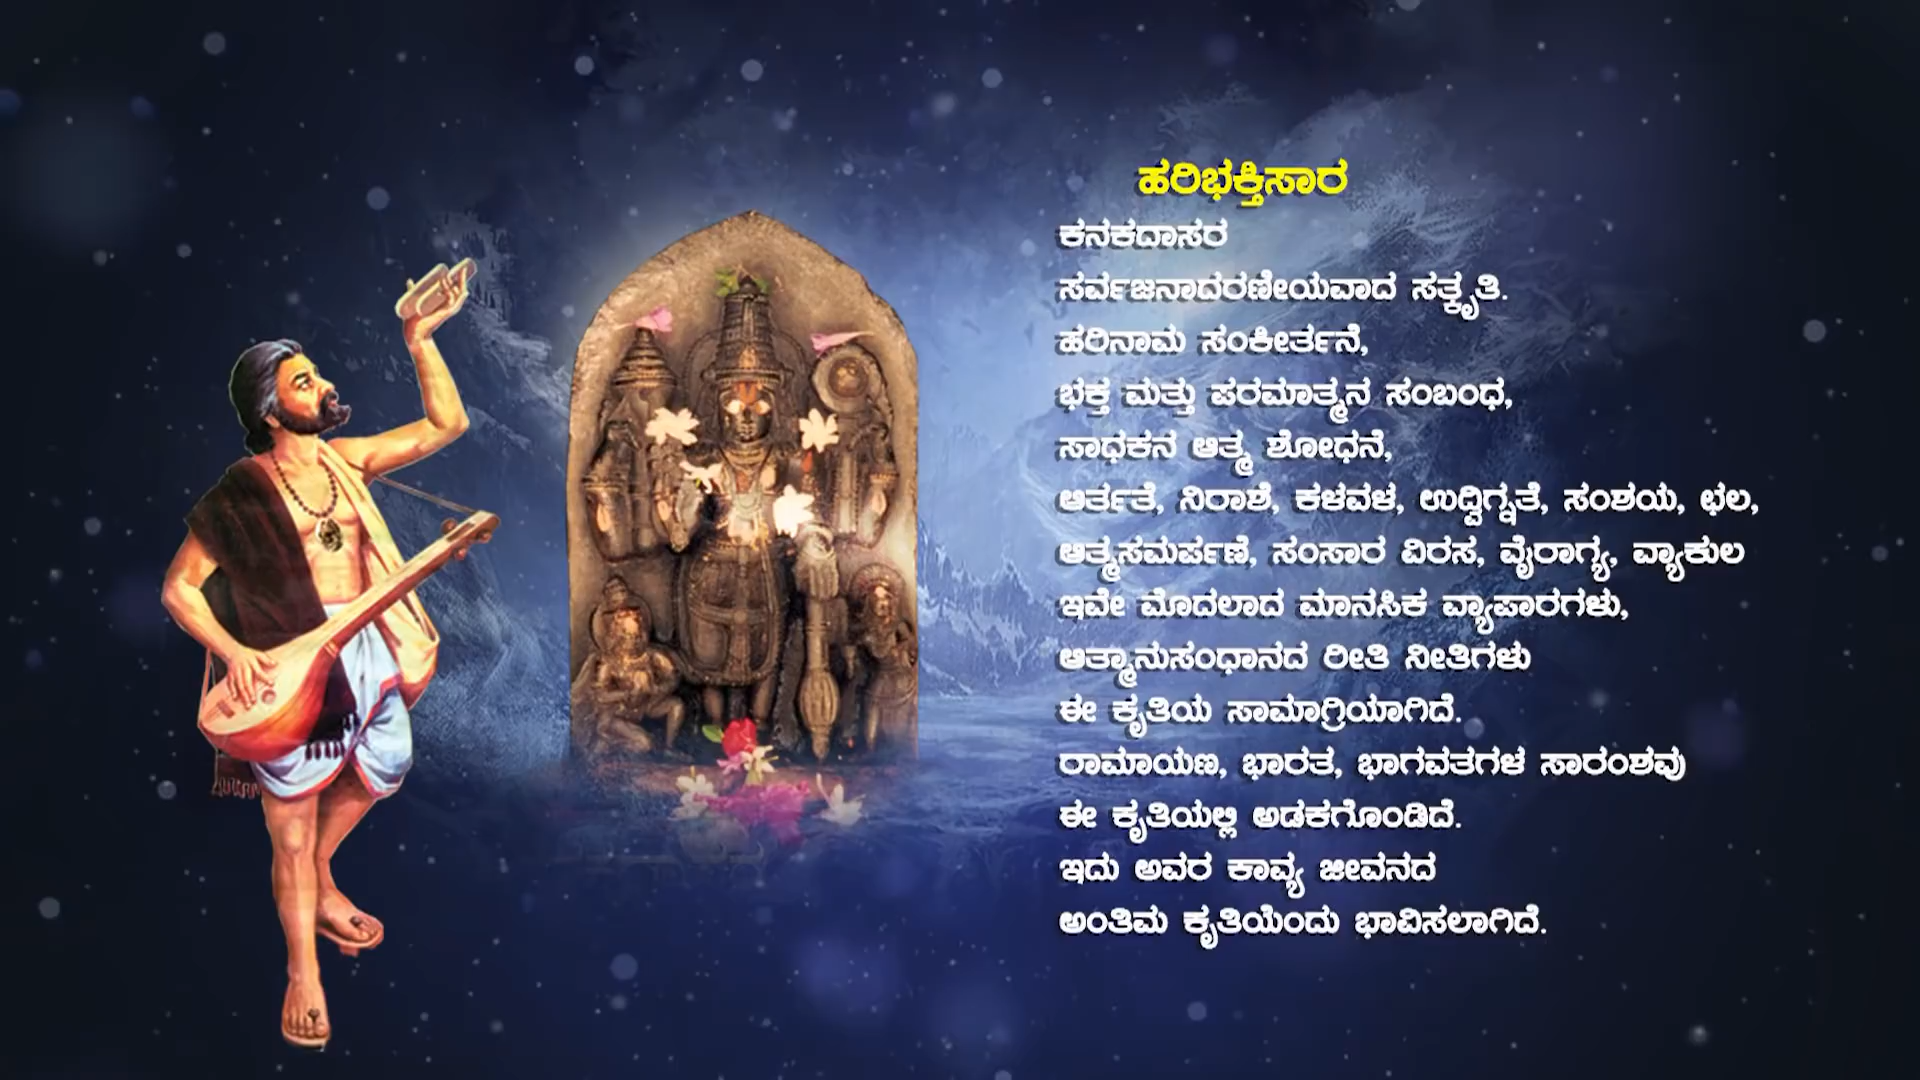 ಹರಿಭಕ್ತಿಸಾರ
ಕನಕದಾಸರ
ಸರ್ವಜನಾದರಣೀಯವಾದ ಸತ್ಕೃತಿ.
ಹರಿನಾಮ ಸಂಕೀರ್ತನೆ,
ಭಕ್ತ ಮತ್ತು ಪರಮಾತ್ಮನ ಸಂಬಂಧ,
ಸಾಧಕನ ಆತ್ಮ ಶೋಧನೆ,
ಆರ್ತತೆ, ನಿರಾಶೆ, ಕಳವಳ, ಉದ್ವಿಗ್ನತೆ, ಸಂಶಯ, ಛಲ,
ಆತ್ಮಸಮರ್ಪಣೆ, ಸಂಸಾರ ವಿರಸ, ವೈರಾಗ್ಯ, ವ್ಯಾಕುಲ
ಇವೇ ಮೊದಲಾದ ಮಾನಸಿಕ ವ್ಯಾಪಾರಗಳು,
ಆತ್ಮಾನುಸಂಧಾನದ ರೀತಿ ನೀತಿಗಳು
ಈ ಕೃತಿಯ ಸಾಮಾಗ್ರಿಯಾಗಿದೆ.
ರಾಮಾಯಣ, ಭಾರತ, ಭಾಗವತಗಳ ಸಾರಂಶವು
ಈ ಕೃತಿಯಲ್ಲಿ ಅಡಕಗೊಂಡಿದೆ.
ಇದು ಅವರ ಕಾವ್ಯ ಜೀವನದ
ಅಂತಿಮ ಕೃತಿಯೆಂದು ಭಾವಿಸಲಾಗಿದೆ.